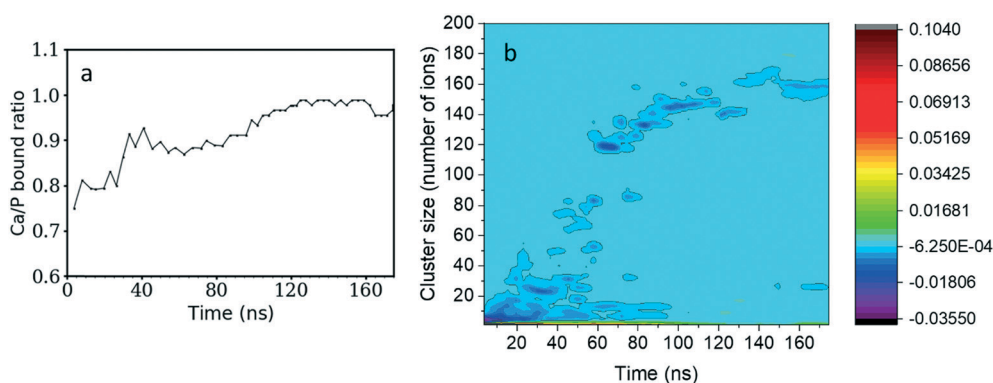 a
Ca/P bound ratio
1.1
1.0
0.9
0.8
0.7
0.6
0 40 80 120 160
Time (ns)
b
Cluster size (number of ions)
200
180
160
140
120
100
80
60
40
20
20 40 60 80 100 120 140 160
Time (ns)
0.1040
0.08656
0.06913
0.05169
0.03425
0.01681
-6.250E-04
-0.01806
-0.03550